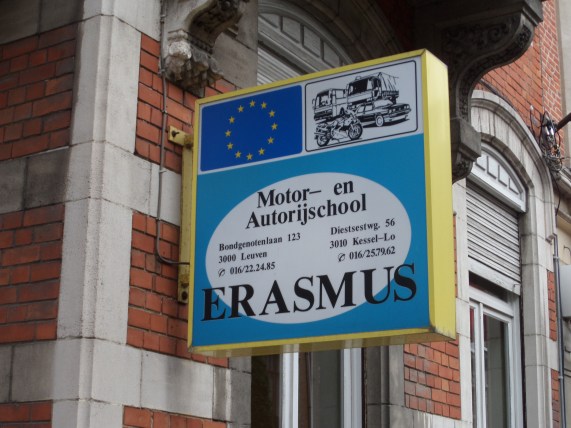 Motor- en
Autorijschool
Bondgenotenlaan 123
3000 Leuven
✆ 016/22.24.85
Diestsestwg. 56
3010 Kessel-Lo
✆ 016/25.79.62
ERASMUS